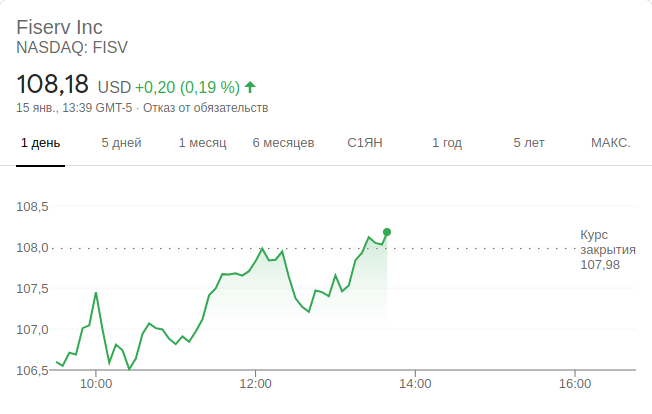 Fiserv Inc
NASDAQ: FISV
108,18 USD +0,20 (0,19 %)
15 янв., 13:39 GMT-5 · Отказ от обязательств
1 день 5 дней 1 месяц 6 месяцев С1ЯН 1 год 5 лет МАКС.
108,5
108,0
107,5
107,0
106,5
Курс
закрытия
107,98
10:00 12:00 14:00 16:00